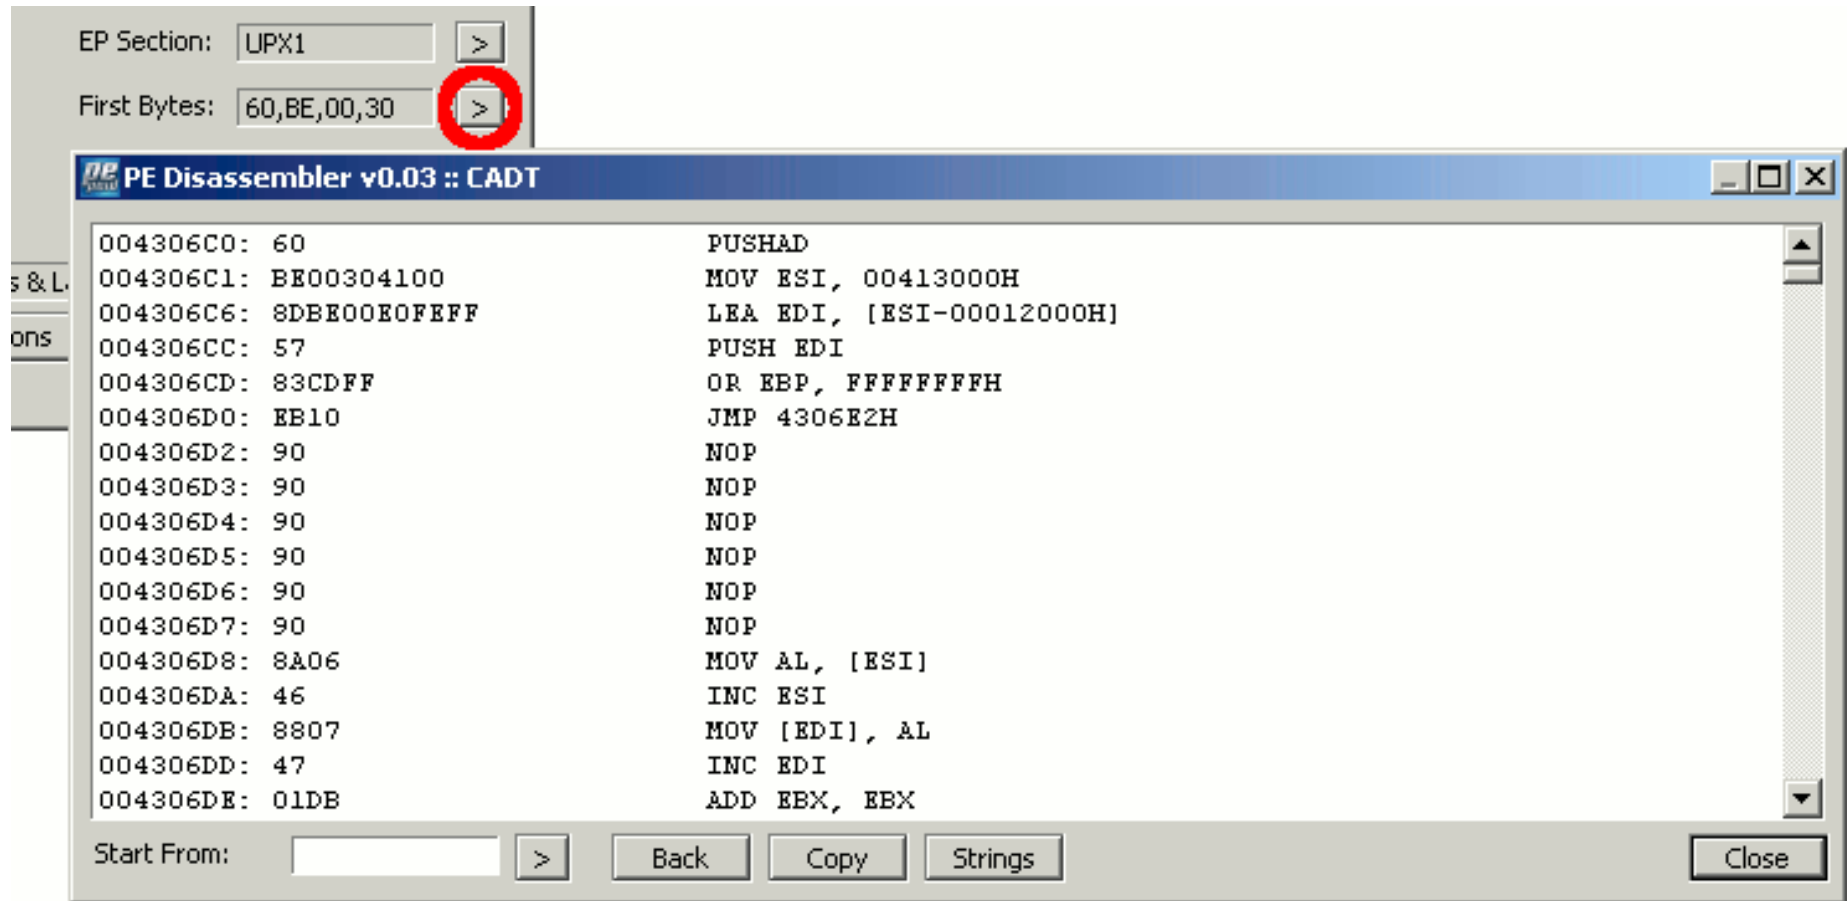 EP Section: UPX1 >
First Bytes: 60,BE,00,30 >
PE Disassembler v0.03 :: CADT
004306C0: 60 PUSHAD
004306C1: BE00304100 MOV ESI, 00413000H
004306C6: 8DBE00E0FEFF LEA EDI, [ESI-00012000H]
004306CC: 57 PUSH EDI
004306CD: 83CDFF OR EBP, FFFFFFFFH
004306D0: EB10 JMP 4306E2H
004306D2: 90 NOP
004306D3: 90 NOP
004306D4: 90 NOP
004306D5: 90 NOP
004306D6: 90 NOP
004306D7: 90 NOP
004306D8: 8A06 MOV AL, [ESI]
004306DA: 46 INC ESI
004306DB: 8807 MOV [EDI], AL
004306DD: 47 INC EDI
004306DE: 01DB ADD EBX, EBX
s & L
ons
Start From: > Back Copy Strings Close